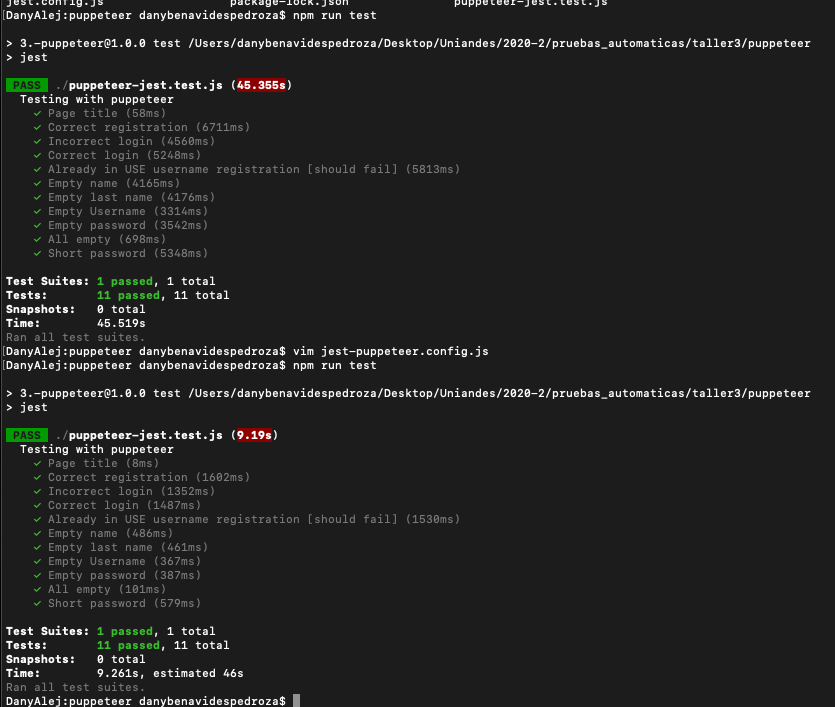 jest.config.js package-lock.json puppeteer-jest.test.js
[DanyAlej:puppeteer danybenavidespedroza$ npm run test
> 3.-puppeteer@1.0.0 test /Users/danybenavidespedroza/Desktop/Uniandes/2020-2/pruebas_automaticas/taller3/puppeteer
> jest
PASS ./puppeteer-jest.test.js (45.355s)
Testing with puppeteer
✓ Page title (58ms)
✓ Correct registration (6711ms)
✓ Incorrect login (4560ms)
✓ Correct login (5248ms)
✓ Already in USE username registration [should fail] (5813ms)
✓ Empty name (4165ms)
✓ Empty last name (4176ms)
✓ Empty Username (3314ms)
✓ Empty password (3542ms)
✓ All empty (698ms)
✓ Short password (5348ms)
Test Suites: 1 passed, 1 total
Tests: 11 passed, 11 total
Snapshots: 0 total
Time: 45.519s
Ran all test suites.
[DanyAlej:puppeteer danybenavidespedroza$ vim jest-puppeteer.config.js
[DanyAlej:puppeteer danybenavidespedroza$ npm run test
> 3.-puppeteer@1.0.0 test /Users/danybenavidespedroza/Desktop/Uniandes/2020-2/pruebas_automaticas/taller3/puppeteer
> jest
PASS ./puppeteer-jest.test.js (9.19s)
Testing with puppeteer
✓ Page title (8ms)
✓ Correct registration (1602ms)
✓ Incorrect login (1352ms)
✓ Correct login (1487ms)
✓ Already in USE username registration [should fail] (1530ms)
✓ Empty name (486ms)
✓ Empty last name (461ms)
✓ Empty Username (367ms)
✓ Empty password (387ms)
✓ All empty (101ms)
✓ Short password (579ms)
Test Suites: 1 passed, 1 total
Tests: 11 passed, 11 total
Snapshots: 0 total
Time: 9.261s, estimated 46s
Ran all test suites.
DanyAlej:puppeteer danybenavidespedroza$